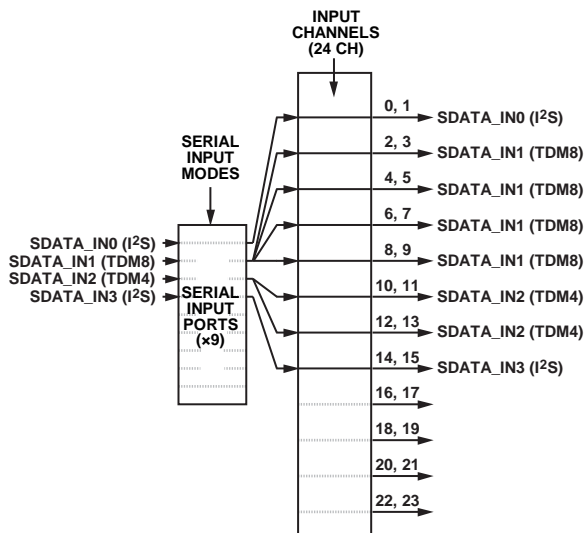 INPUT
CHANNELS
(24 CH)
SERIAL
INPUT
MODES
SDATA_IN0 (I²S)
SDATA_IN1 (TDM8)
SDATA_IN2 (TDM4)
SDATA_IN3 (I²S)
SERIAL
INPUT
PORTS
(×9)
0, 1 SDATA_IN0 (I²S)
2, 3 SDATA_IN1 (TDM8)
4, 5 SDATA_IN1 (TDM8)
6, 7 SDATA_IN1 (TDM8)
8, 9 SDATA_IN1 (TDM8)
10, 11 SDATA_IN2 (TDM4)
12, 13 SDATA_IN2 (TDM4)
14, 15 SDATA_IN3 (I²S)
16, 17
18, 19
20, 21
22, 23